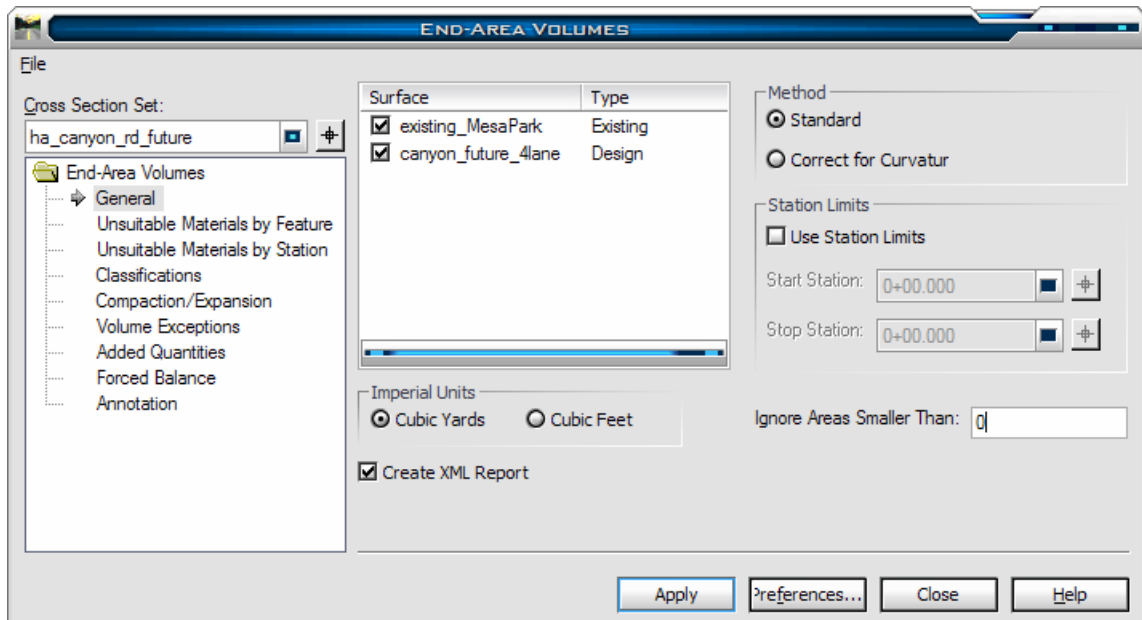 END-AREA VOLUMES
File
Cross Section Set:
ha_canyon_rd_future
End-Area Volumes
General
Unsuitable Materials by Feature
Unsuitable Materials by Station
Classifications
Compaction/Expansion
Volume Exceptions
Added Quantities
Forced Balance
Annotation
Surface Type
existing_MesaPark Existing
canyon_future_4lane Design
Imperial Units
Cubic Yards Cubic Feet
Create XML Report
Method
Standard
Correct for Curvatur
Station Limits
Use Station Limits
Start Station: 0+00.000
Stop Station: 0+00.000
Ignore Areas Smaller Than: 0
Apply Preferences... Close Help